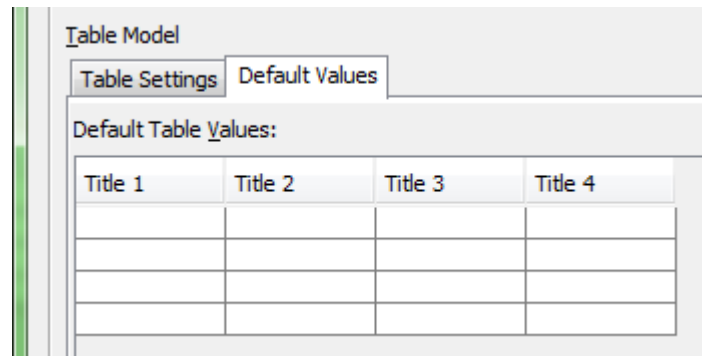 Table Model
Table Settings Default Values
Default Table Values:
Title 1 Title 2 Title 3 Title 4